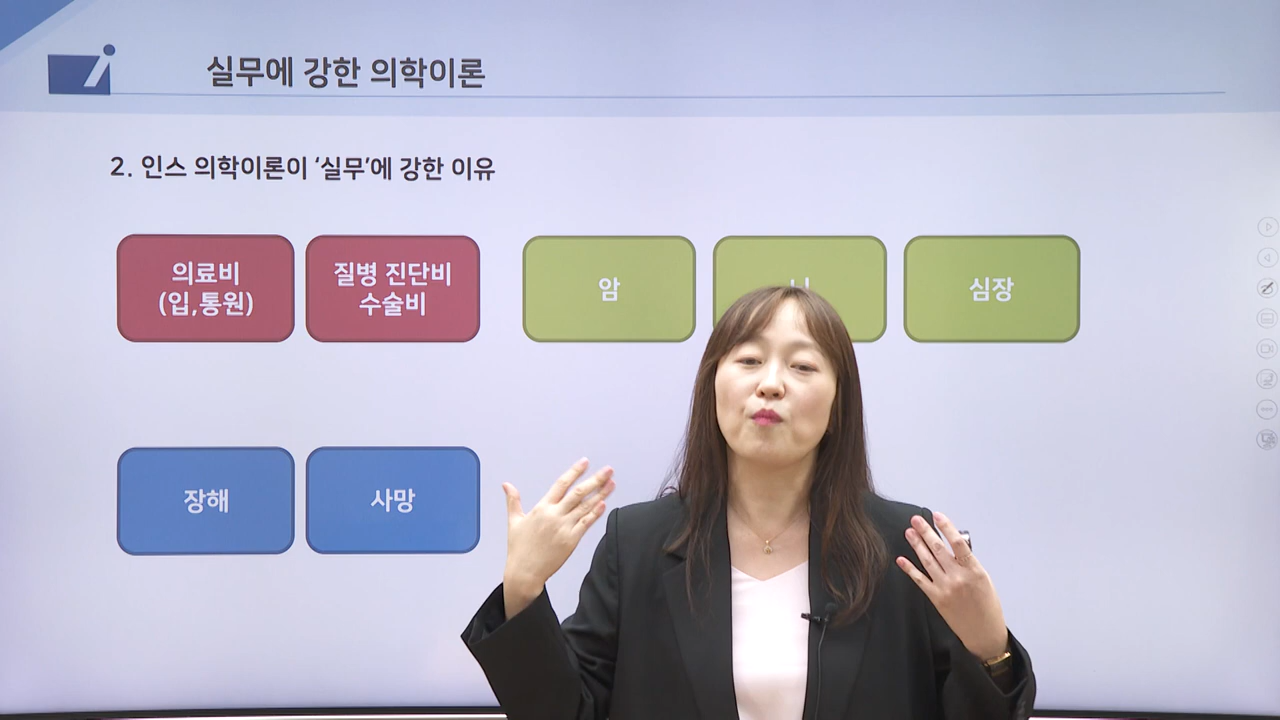 실무에 강한 의학이론
2. 인스 의학이론이 ‘실무’에 강한 이유
의료비
(입,통원)
질병 진단비
수술비
암
심장
장해
사망